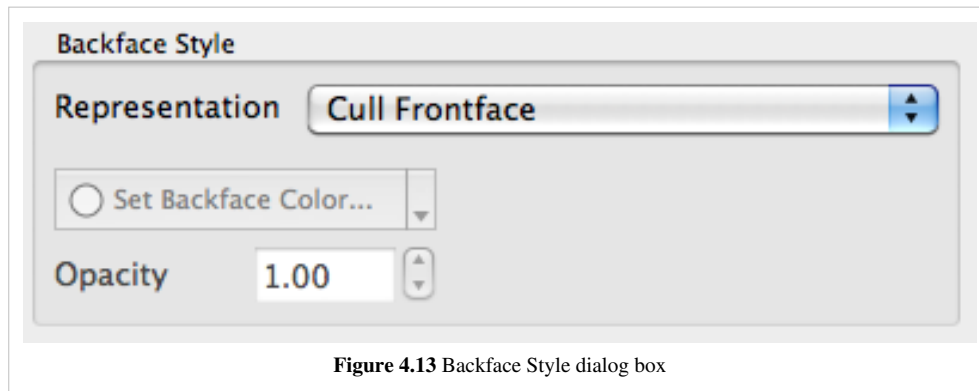 Backface Style
Representation Cull Frontface
Set Backface Color...
Opacity 1.00
Figure 4.13 Backface Style dialog box